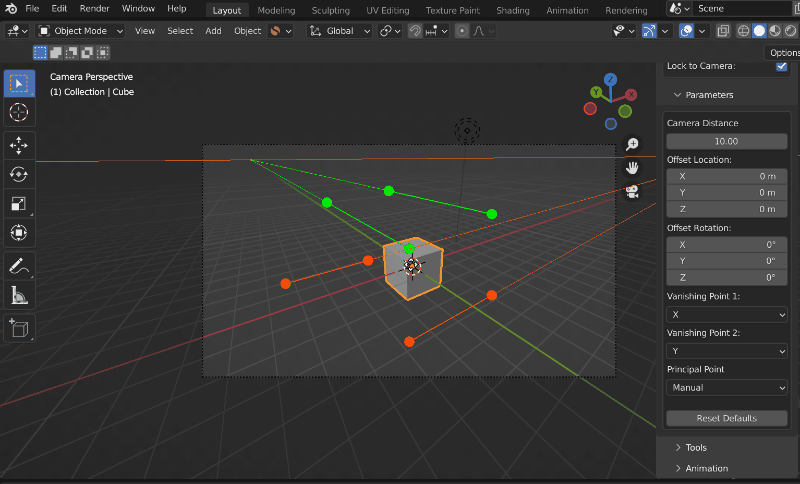 File Edit Render Window Help Layout Modeling Sculpting UV Editing Texture Paint Shading Animation Rendering Scene
Object Mode View Select Add Object Global
Options
Camera Perspective
(1) Collection | Cube
Z
Y
X
Lock to Camera:
Parameters
Camera Distance
10.00
Offset Location:
X 0 m
Y 0 m
Z 0 m
Offset Rotation:
X 0°
Y 0°
Z 0°
Vanishing Point 1:
X
Vanishing Point 2:
Y
Principal Point
Manual
Reset Defaults
Tools
Animation